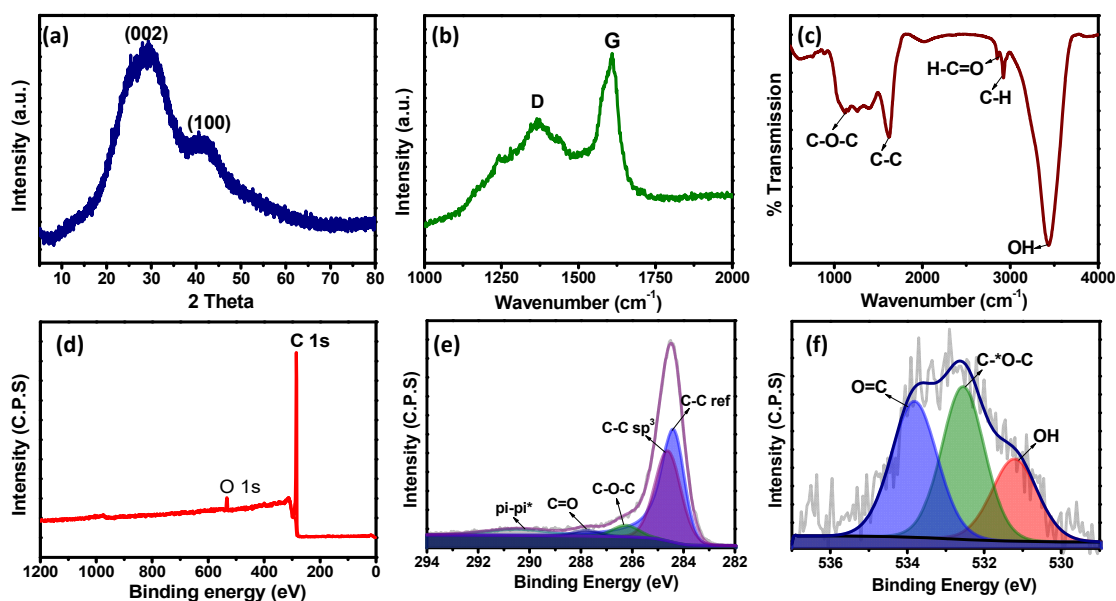 (a)
(002)
(100)
Intensity (a.u.)
10 20 30 40 50 60 70 80
2 Theta
(b)
G
D
Intensity (a.u.)
1000 1250 1500 1750 2000
Wavenumber (cm⁻¹)
(c)
H-C=O
C-H
C-O-C
C-C
OH
% Transmission
1000 2000 3000 4000
Wavenumber (cm⁻¹)
(d)
C 1s
O 1s
Intensity (C.P.S)
1200 1000 800 600 400 200 0
Binding energy (eV)
(e)
C-C ref
C-C sp³
C-O-C
C=O
pi-pi*
Intensity (C.P.S)
294 292 290 288 286 284 282
Binding Energy (eV)
(f)
C-*O-C
O=C
OH
Intensity (C.P.S)
536 534 532 530
Binding Energy (eV)